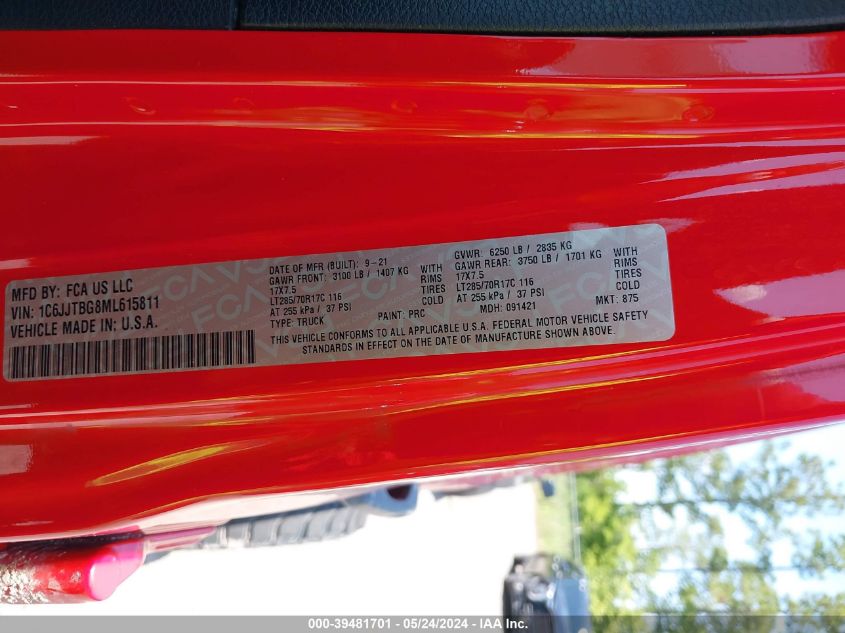 MFD BY: FCA US LLC
VIN: 1C6JJTBG8ML615811
VEHICLE MADE IN: U.S.A.
DATE OF MFR (BUILT): 9-21
GAWR FRONT: 3100 LB / 1407 KG WITH
17X7.5 RIMS
LT285/70R17C 116 TIRES
AT 255 kPa / 37 PSI COLD
TYPE: TRUCK PAINT: PRC
GVWR: 6250 LB / 2835 KG
GAWR REAR: 3750 LB / 1701 KG WITH
17X7.5 RIMS
LT285/70R17C 116 TIRES
AT 255 kPa / 37 PSI COLD
MDH: 091421 MKT: 875
THIS VEHICLE CONFORMS TO ALL APPLICABLE U.S.A. FEDERAL MOTOR VEHICLE SAFETY
STANDARDS IN EFFECT ON THE DATE OF MANUFACTURE SHOWN ABOVE.
000-39481701 - 05/24/2024 - IAA Inc.